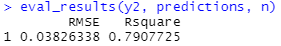 > eval_results(y2, predictions, n)
RMSE Rsquare
1 0.03826338 0.7907725